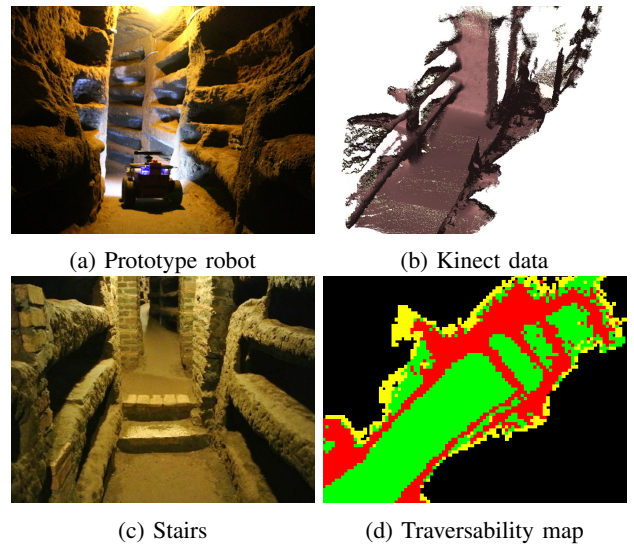 (a) Prototype robot
(b) Kinect data
(c) Stairs
(d) Traversability map